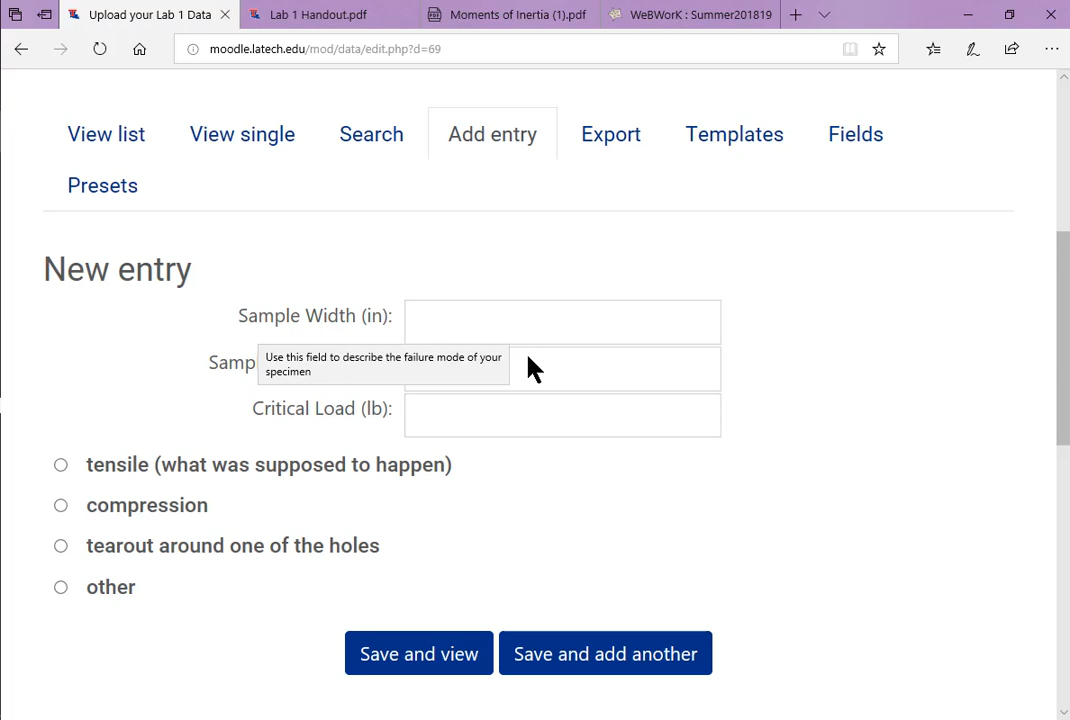 Upload your Lab 1 Data
Lab 1 Handout.pdf
Moments of Inertia (1).pdf
WeBWorK : Summer201819
moodle.latech.edu/mod/data/edit.php?d=69
View list
View single
Search
Add entry
Export
Templates
Fields
Presets
New entry
Sample Width (in):
Samp
Use this field to describe the failure mode of your
specimen
Critical Load (lb):
tensile (what was supposed to happen)
compression
tearout around one of the holes
other
Save and view
Save and add another